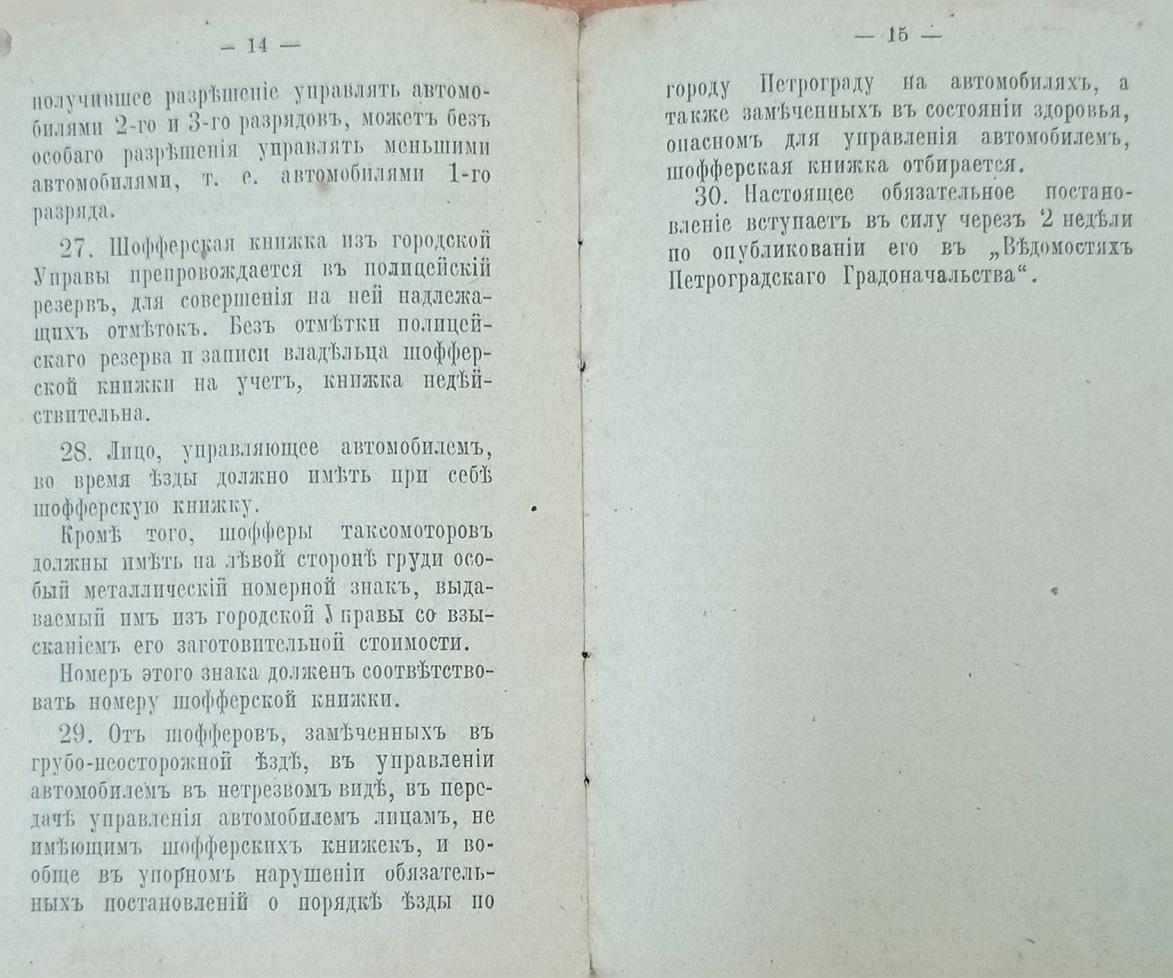 — 14 —
получившее разрѣшеніе управлять автомо-
билями 2-го и 3-го разрядовъ, можетъ безъ
особаго разрѣшенія управлять меньшими
автомобилями, т. е. автомобилями 1-го
разряда.
27. Шофферская книжка изъ городской
Управы препровождается въ полицейскій
резервъ, для совершенія на ней надлежа-
щихъ отмѣтокъ. Безъ отмѣтки полицей-
скаго резерва и записи владѣльца шоффер-
ской книжки на учетъ, книжка недѣй-
ствительна.
28. Лицо, управляющее автомобилемъ,
во время ѣзды должно имѣть при себѣ
шофферскую книжку.
Кромѣ того, шофферы таксомоторовъ
должны имѣть на лѣвой сторонѣ груди осо-
бый металлическій номерной знакъ, выда-
ваемый имъ изъ городской Управы со взы-
сканіемъ его заготовительной стоимости.
Номеръ этого знака долженъ соотвѣтство-
вать номеру шофферской книжки.
29. Отъ шофферовъ, замѣченныхъ въ
грубо-неосторожной ѣздѣ, въ управленіи
автомобилемъ въ нетрезвомъ видѣ, въ пере-
дачѣ управленія автомобилемъ лицамъ, не
имѣющимъ шофферскихъ книжекъ, и во-
обще въ упорномъ нарушеніи обязатель-
ныхъ постановленій о порядкѣ ѣзды по
— 15 —
городу Петрограду на автомобиляхъ, а
также замѣченныхъ въ состояніи здоровья,
опасномъ для управленія автомобилемъ,
шофферская книжка отбирается.
30. Настоящее обязательное постано-
вленіе вступаетъ въ силу черезъ 2 недѣли
по опубликованіи его въ „Вѣдомостяхъ
Петроградскаго Градоначальства“.